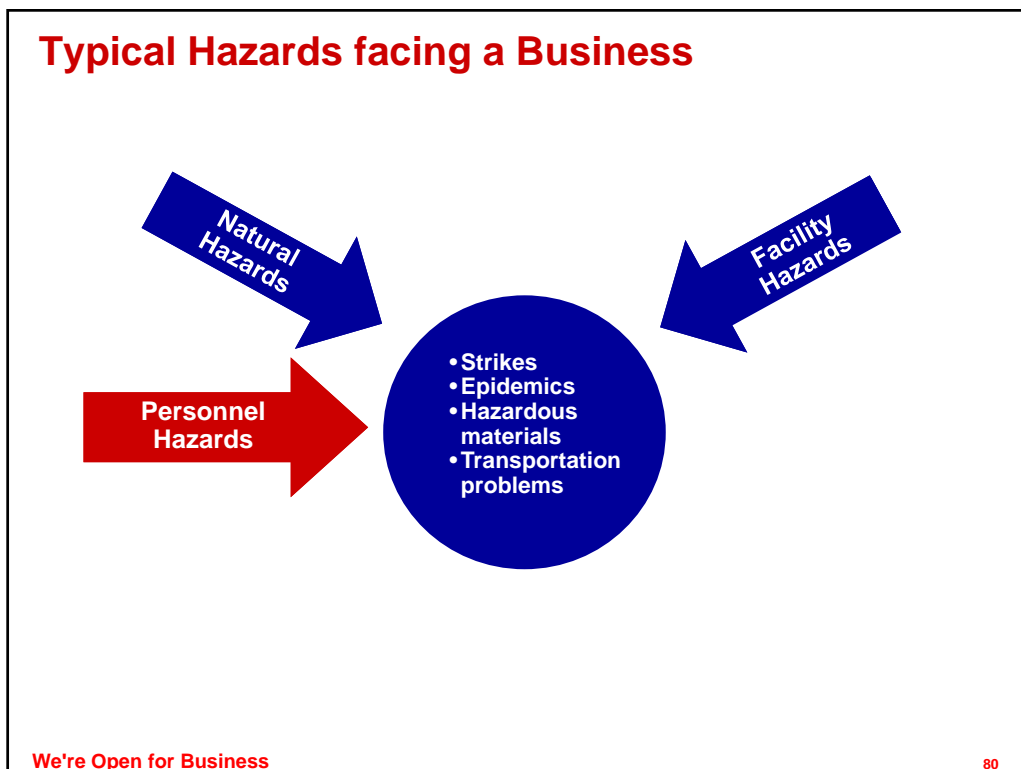 Typical Hazards facing a Business
Natural
Hazards
Facility
Hazards
Personnel
Hazards
•Strikes
•Epidemics
•Hazardous
materials
•Transportation
problems
We're Open for Business
80